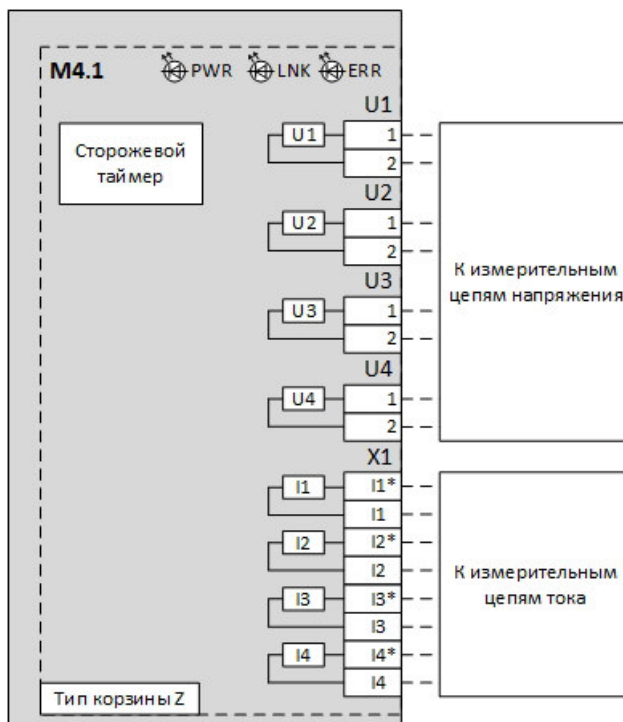 M4.1 PWR LNK ERR
Сторожевой
таймер
U1
U1 1
2
U2
U2 1
2
U3
U3 1
2
U4
U4 1
2
К измерительным
цепям напряжения
X1
I1 I1*
I1
I2 I2*
I2
I3 I3*
I3
I4 I4*
I4
К измерительным
цепям тока
Тип корзины Z